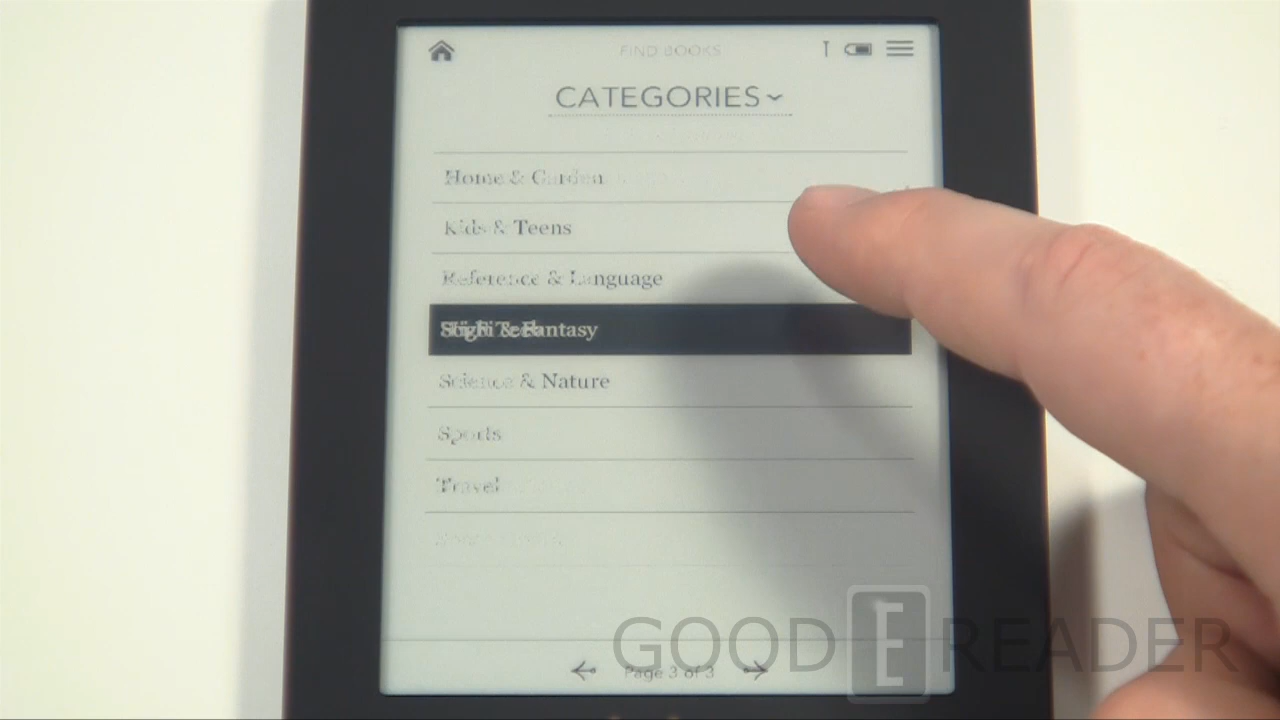 FIND BOOKS
CATEGORIES
Home & Garden
Kids & Teens
Reference & Language
& Fantasy
Science & Nature
Sports
Travel
Page 3 of 3
GOOD E READER